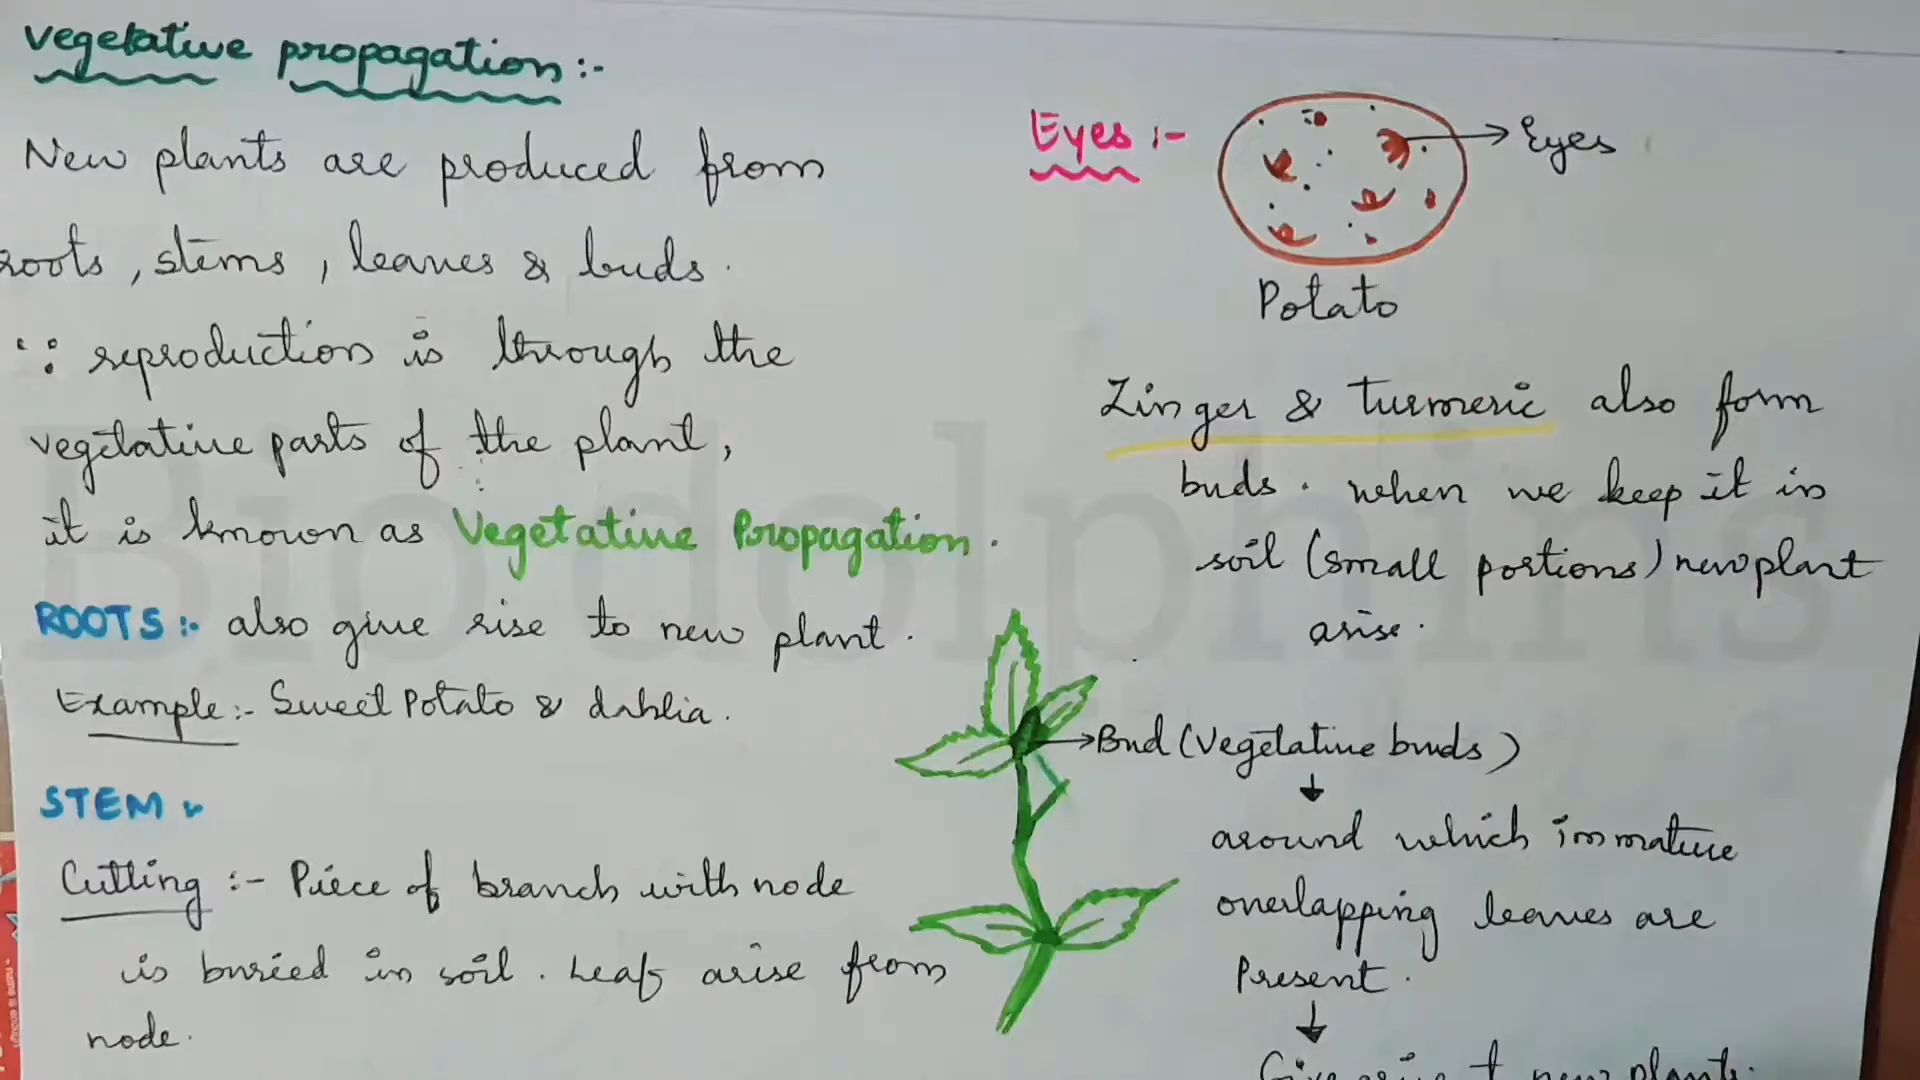 Vegetative propagation:-
New plants are produced from
roots, stems, leaves & buds.
∵ reproduction is through the
vegetative parts of the plant,
it is known as Vegetative Propagation.
ROOTS:- also give rise to new plant.
Example:- Sweet Potato & dahlia.
STEM
Cutting:- Piece of branch with node
is buried in soil. Leaf arise from
node.
Eyes:-
Eyes
Potato
Zinger & Turmeric also form
buds. when we keep it in
soil (small portions) new plant
arise.
Bud (Vegetative buds)
↓
around which immature
overlapping leaves are
Present.
↓
Give new plants.
Biodolphins